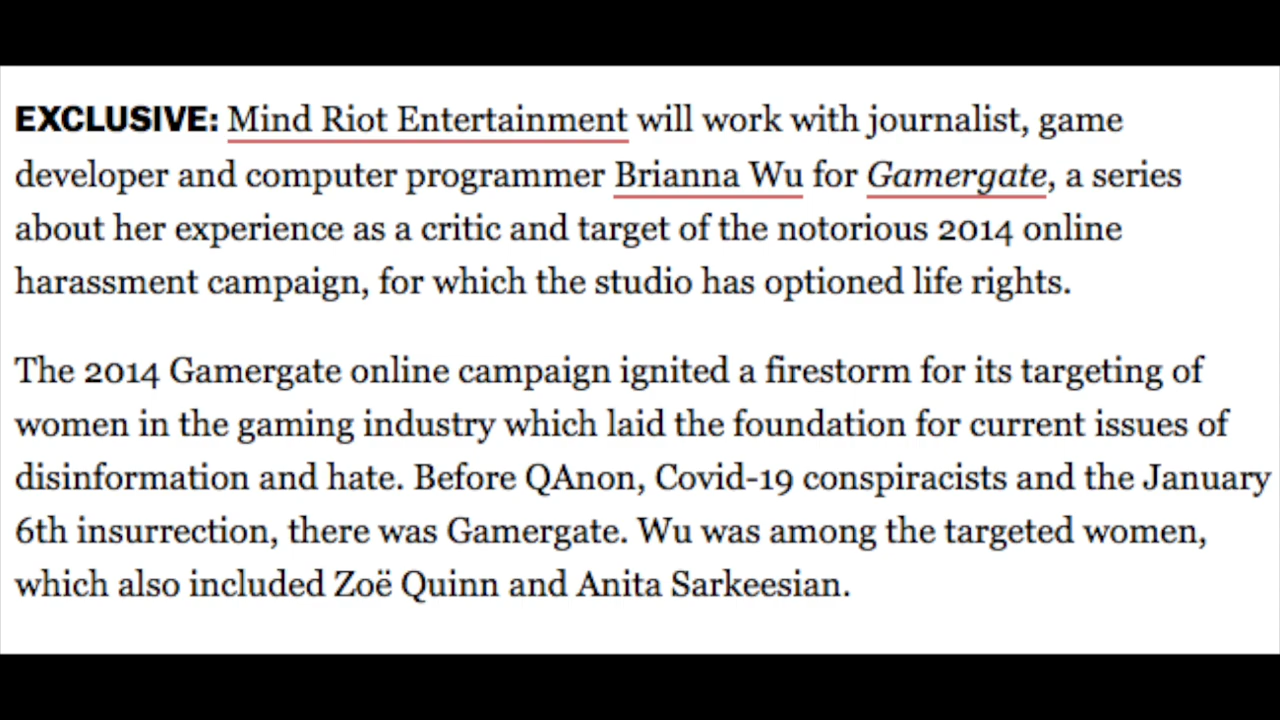 EXCLUSIVE: Mind Riot Entertainment will work with journalist, game
developer and computer programmer Brianna Wu for Gamergate, a series
about her experience as a critic and target of the notorious 2014 online
harassment campaign, for which the studio has optioned life rights.
The 2014 Gamergate online campaign ignited a firestorm for its targeting of
women in the gaming industry which laid the foundation for current issues of
disinformation and hate. Before QAnon, Covid-19 conspiracists and the January
6th insurrection, there was Gamergate. Wu was among the targeted women,
which also included Zoë Quinn and Anita Sarkeesian.